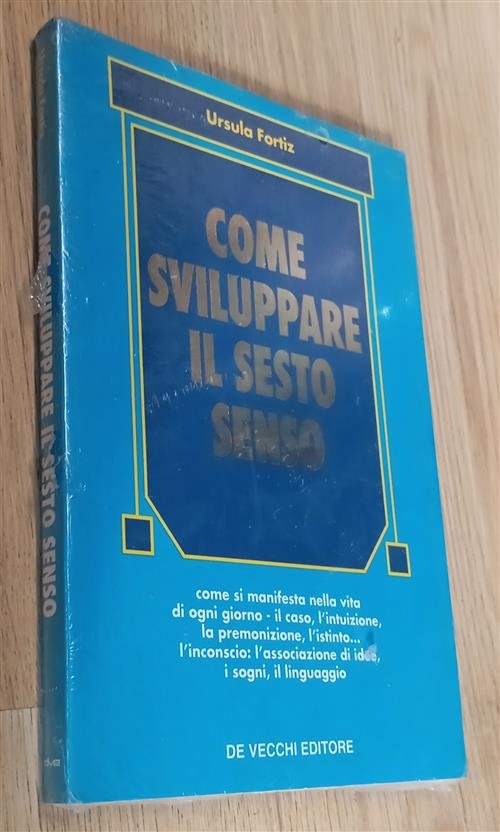 Ursula Fortiz
COME
SVILUPPARE
IL SESTO
SENSO
come si manifesta nella vita
di ogni giorno - il caso, l'intuizione,
la premonizione, l'istinto...
l'inconscio: l'associazione di idee,
i sogni, il linguaggio
DE VECCHI EDITORE
COME SVILUPPARE IL SESTO SENSO